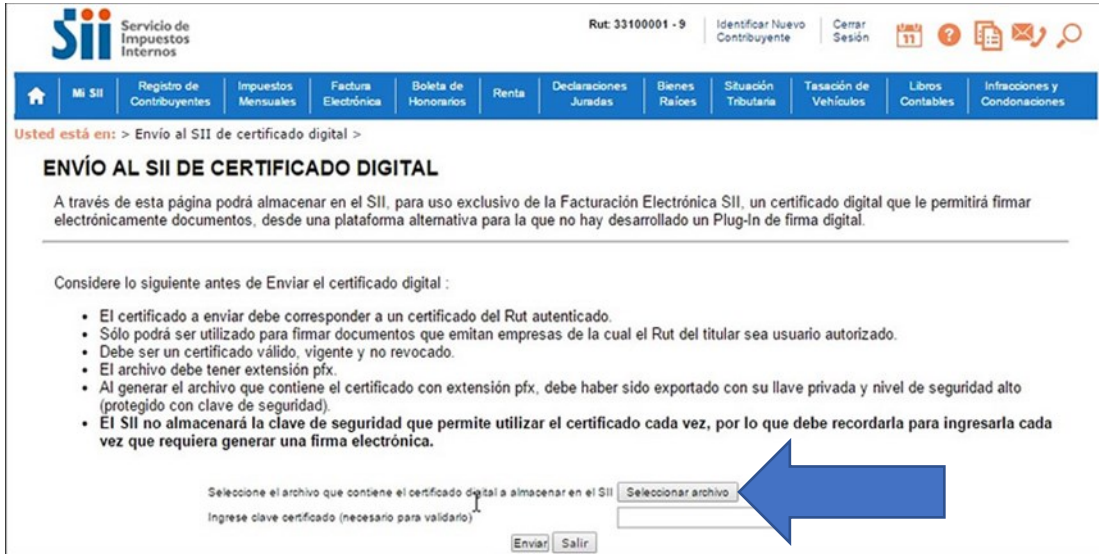 Sii
Servicio de
Impuestos
Internos
Rut: 33100001 - 9
Identificar Nuevo
Contribuyente
Cerrar
Sesión
11
?
Mi SII
Registro de
Contribuyentes
Impuestos
Mensuales
Factura
Electrónica
Boleta de
Honorarios
Renta
Declaraciones
Juradas
Bienes
Raíces
Situación
Tributaria
Tasación de
Vehículos
Libros
Contables
Infracciones y
Condonaciones
Usted está en: > Envío al SII de certificado digital >
ENVÍO AL SII DE CERTIFICADO DIGITAL
A través de esta página podrá almacenar en el SII, para uso exclusivo de la Facturación Electrónica SII, un certificado digital que le permitirá firmar
electrónicamente documentos, desde una plataforma alternativa para la que no hay desarrollado un Plug-In de firma digital.
Considere lo siguiente antes de Enviar el certificado digital :
• El certificado a enviar debe corresponder a un certificado del Rut autenticado.
• Sólo podrá ser utilizado para firmar documentos que emitan empresas de la cual el Rut del titular sea usuario autorizado.
• Debe ser un certificado válido, vigente y no revocado.
• El archivo debe tener extensión pfx.
• Al generar el archivo que contiene el certificado con extensión pfx, debe haber sido exportado con su llave privada y nivel de seguridad alto
(protegido con clave de seguridad).
• El SII no almacenará la clave de seguridad que permite utilizar el certificado cada vez, por lo que debe recordarla para ingresarla cada
vez que requiera generar una firma electrónica.
Seleccione el archivo que contiene el certificado digital a almacenar en el SII Seleccionar archivo
Ingrese clave certificado (necesario para validarlo)
Enviar Salir